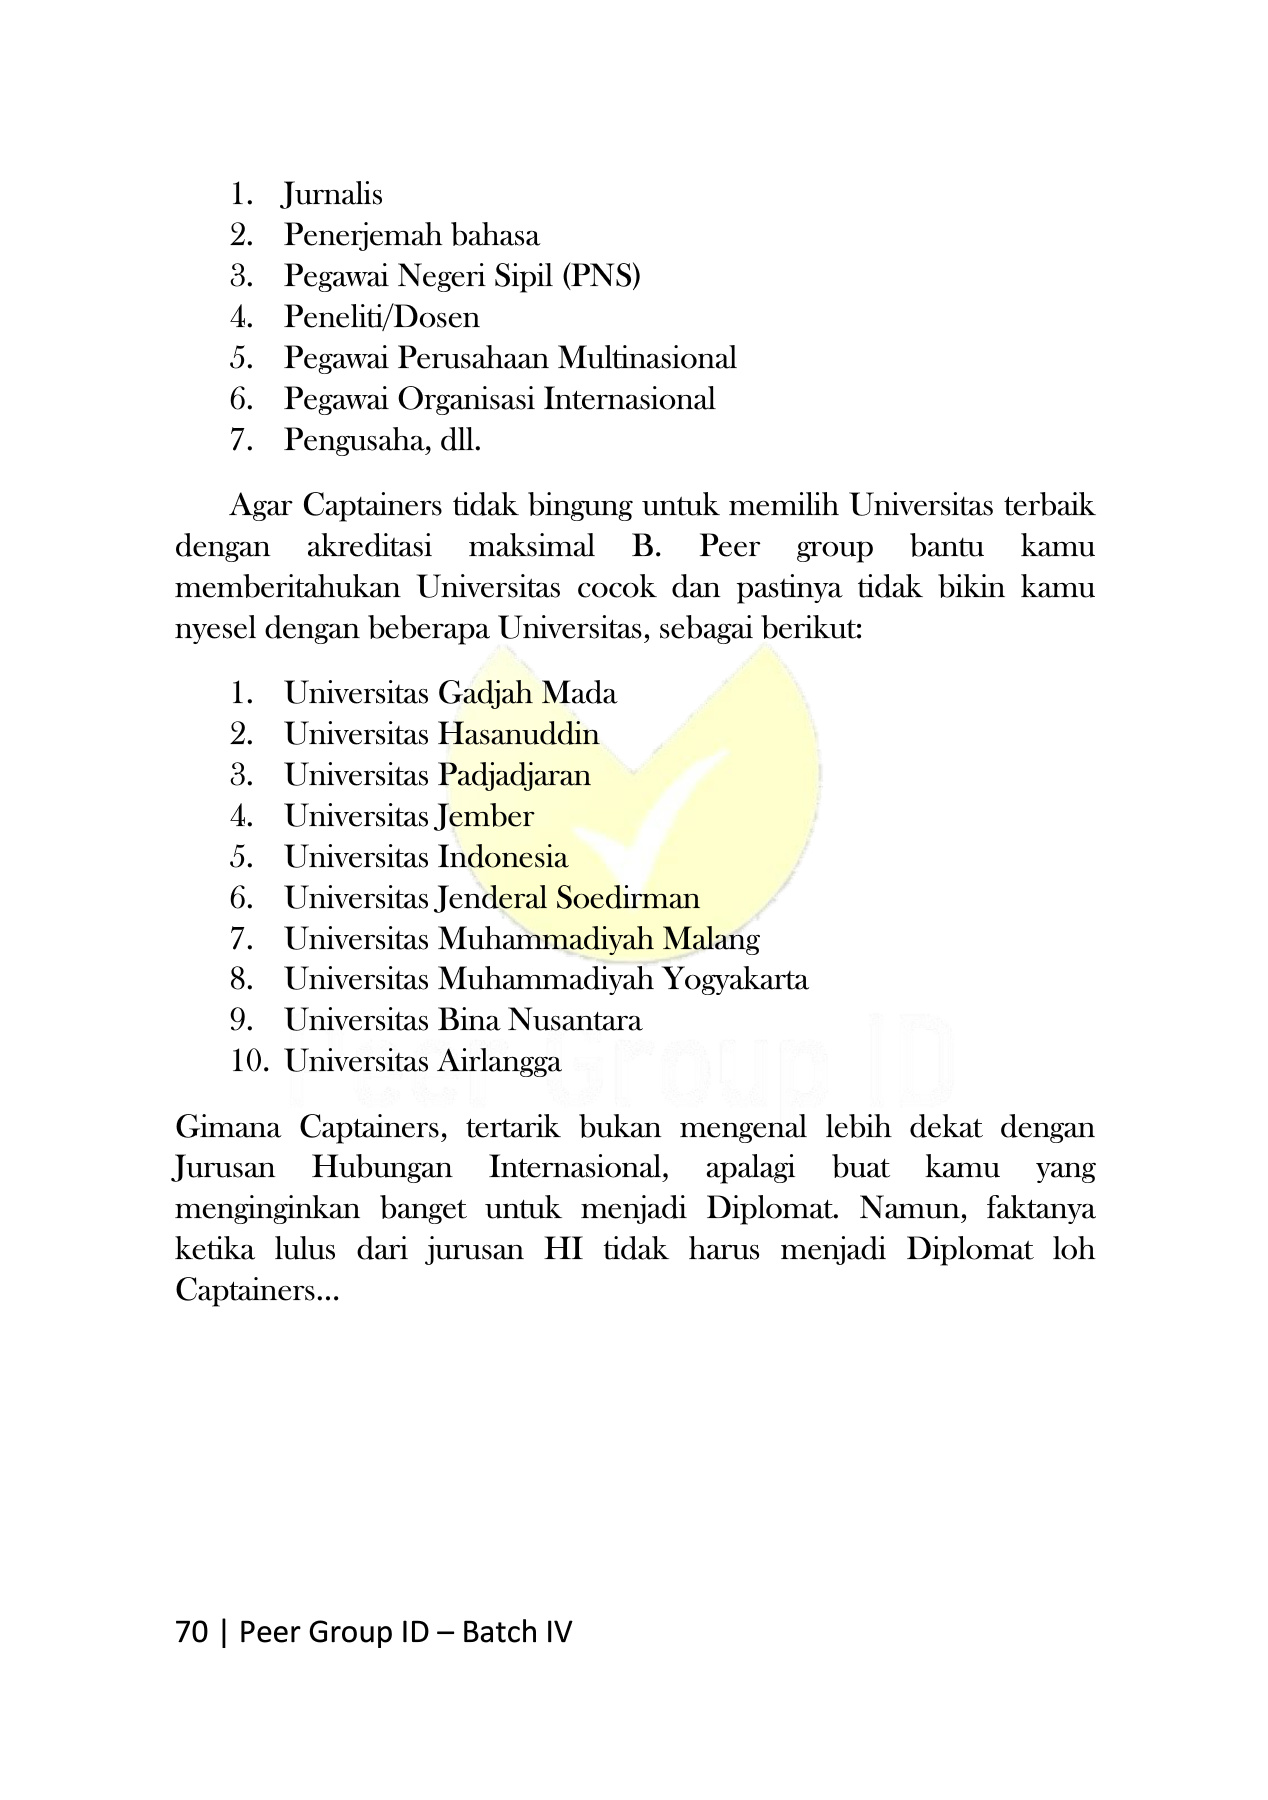 1. Jurnalis
2. Penerjemah bahasa
3. Pegawai Negeri Sipil (PNS)
4. Peneliti/Dosen
5. Pegawai Perusahaan Multinasional
6. Pegawai Organisasi Internasional
7. Pengusaha, dll.
Agar Captainers tidak bingung untuk memilih Universitas terbaik
dengan akreditasi maksimal B. Peer group bantu kamu
memberitahukan Universitas cocok dan pastinya tidak bikin kamu
nyesel dengan beberapa Universitas, sebagai berikut:
1. Universitas Gadjah Mada
2. Universitas Hasanuddin
3. Universitas Padjadjaran
4. Universitas Jember
5. Universitas Indonesia
6. Universitas Jenderal Soedirman
7. Universitas Muhammadiyah Malang
8. Universitas Muhammadiyah Yogyakarta
9. Universitas Bina Nusantara
10. Universitas Airlangga
Peer Group ID
Gimana Captainers, tertarik bukan mengenal lebih dekat dengan
Jurusan Hubungan Internasional, apalagi buat kamu yang
menginginkan banget untuk menjadi Diplomat. Namun, faktanya
ketika lulus dari jurusan HI tidak harus menjadi Diplomat loh
Captainers...
70 | Peer Group ID – Batch IV